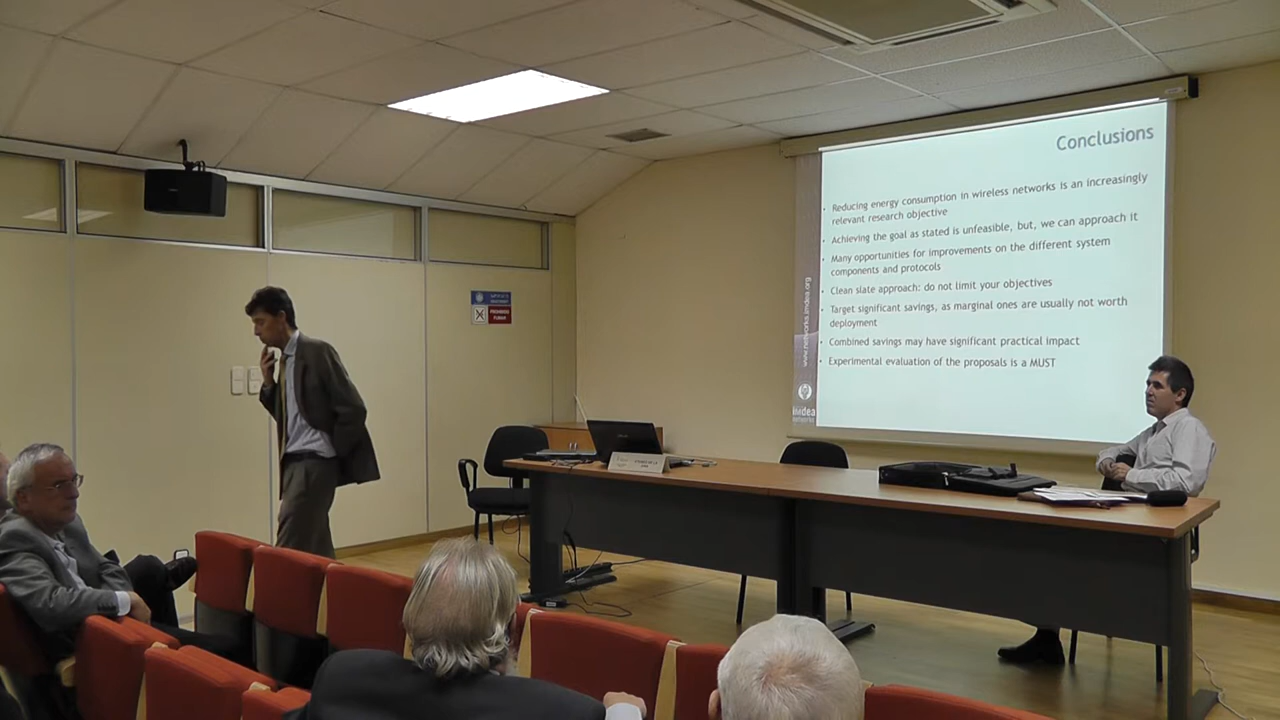 Conclusions
Reducing energy consumption in wireless networks is an increasingly
relevant research objective
Achieving the goal as stated is unfeasible, but, we can approach it
Many opportunities for improvements on the different system
components and protocols
Clean slate approach: do not limit your objectives
Target significant savings, as marginal ones are usually not worth
deployment
Combined savings may have significant practical impact
Experimental evaluation of the proposals is a MUST
www.networks.imdea.org
imdea
networks
PROHIBIDO
FUMAR